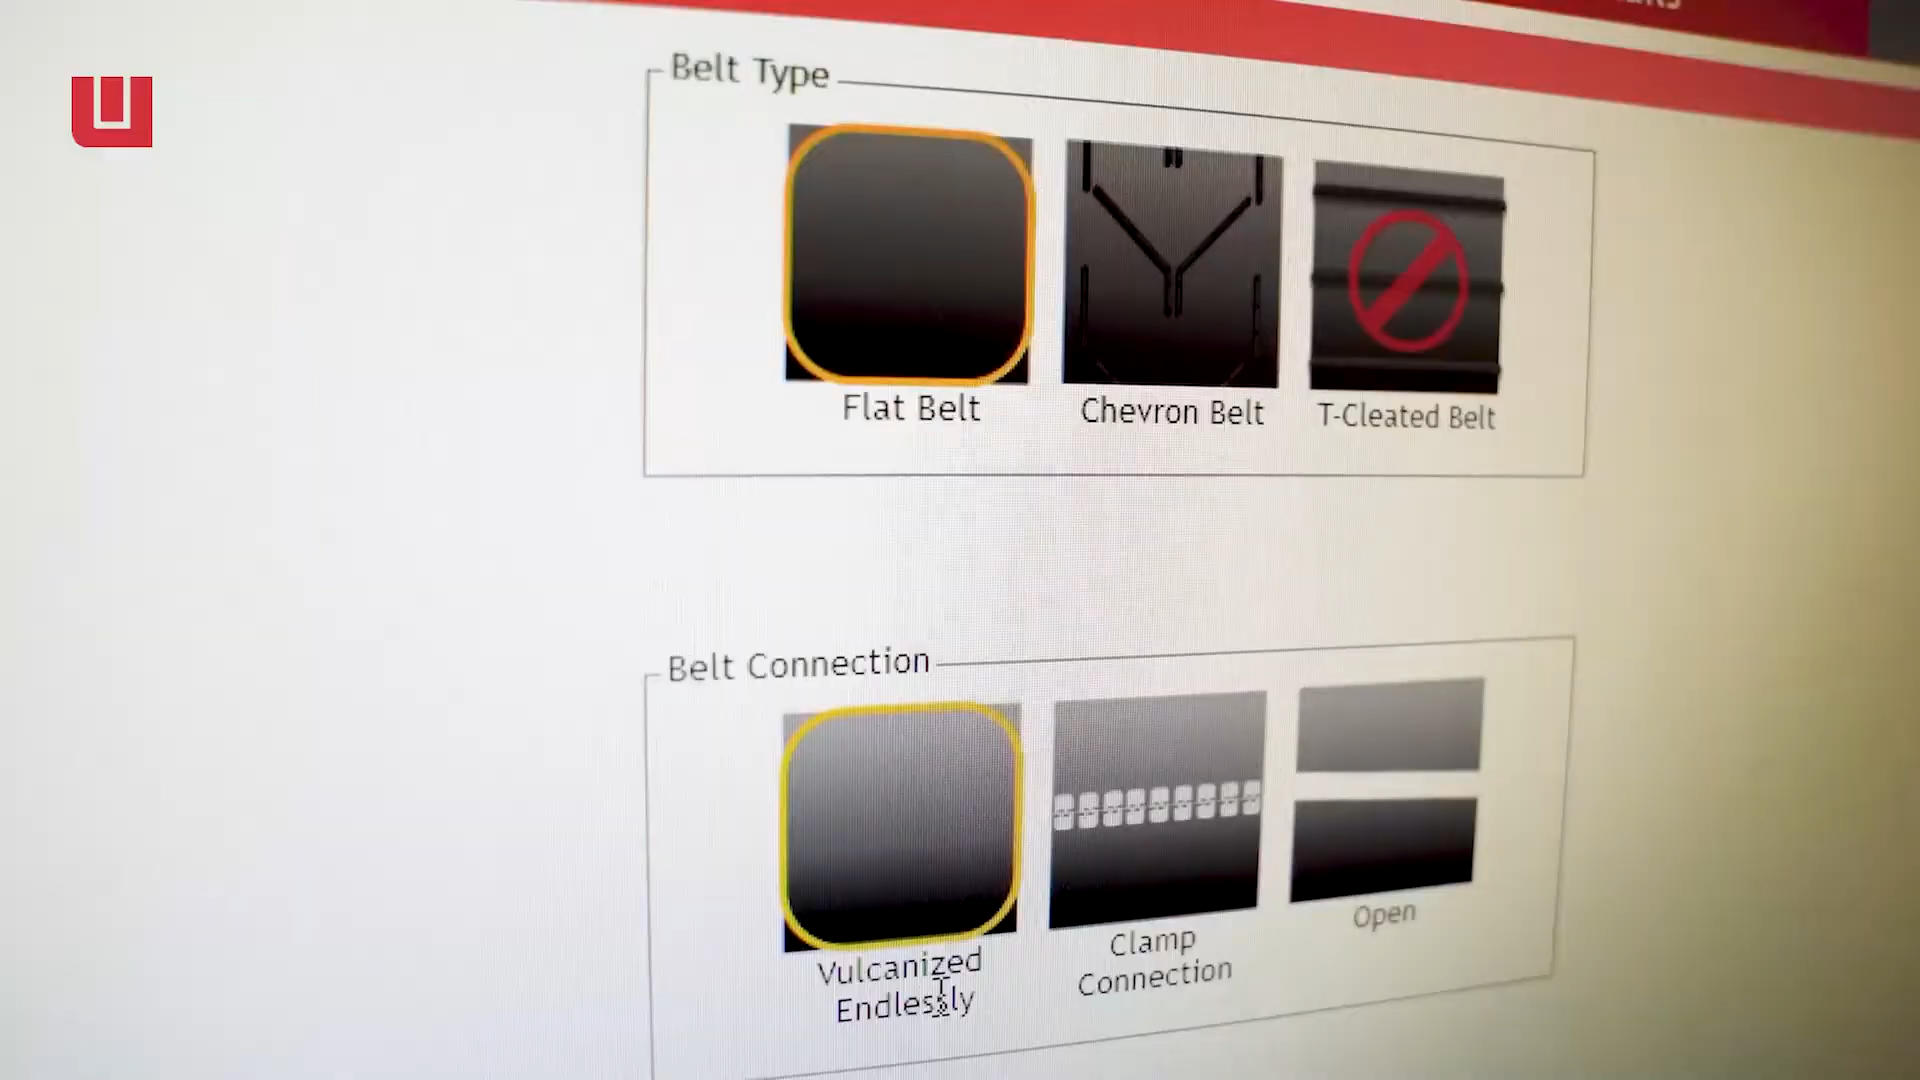 Belt Type
Flat Belt
Chevron Belt
T-Cleated Belt
Belt Connection
Vulcanized
Endlessly
Clamp
Connection
Open